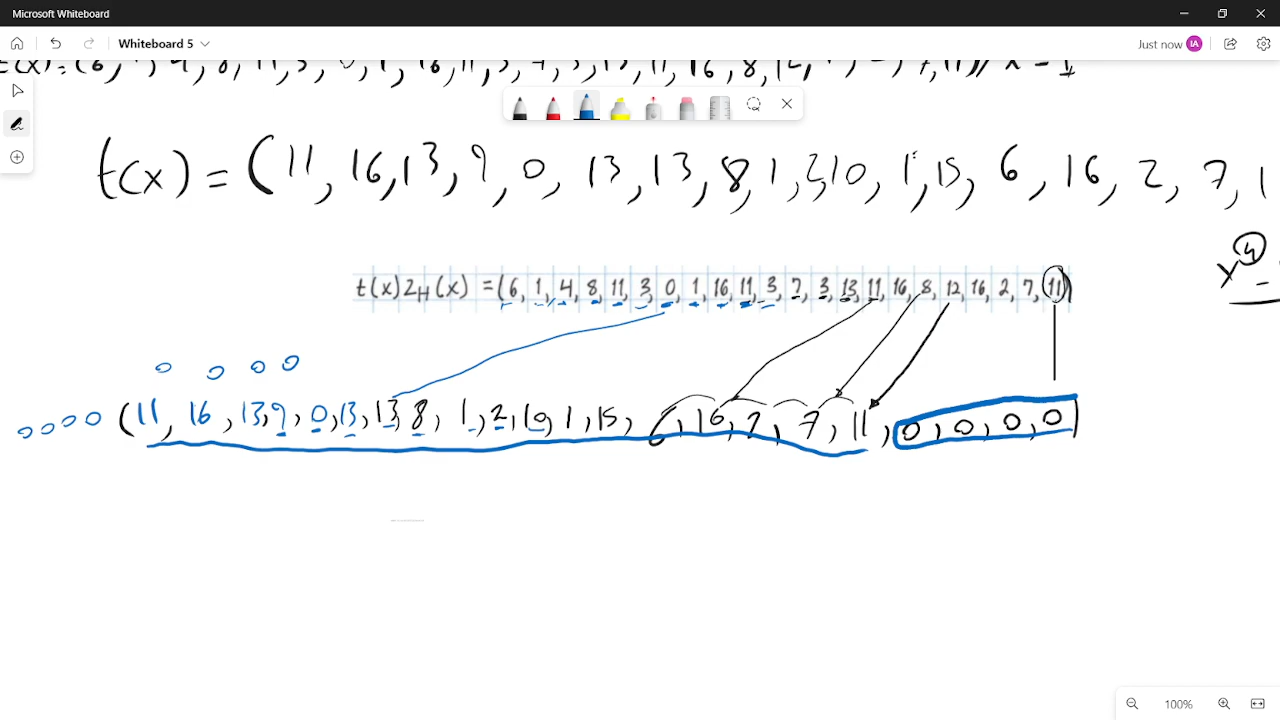 Microsoft Whiteboard
Whiteboard 5
Just now IA
t(x) = (11, 16, 13, 9, 0, 13, 13, 8, 1, 2, 10, 1, 15, 6, 16, 2, 7, 1
x4 -
t(x)ZH(x) = (6, 1, 4, 8, 11, 3, 0, 1, 16, 11, 3, 7, 3, 13, 11, 16, 8, 12, 16, 2, 7, 11)
0 0 0 0
0 0 0 0 (11, 16, 13, 9, 0, 13, 13, 8, 1, 2, 10, 1, 15, 6, 16, 2, 7, 11, 0, 0, 0, 0)
100%